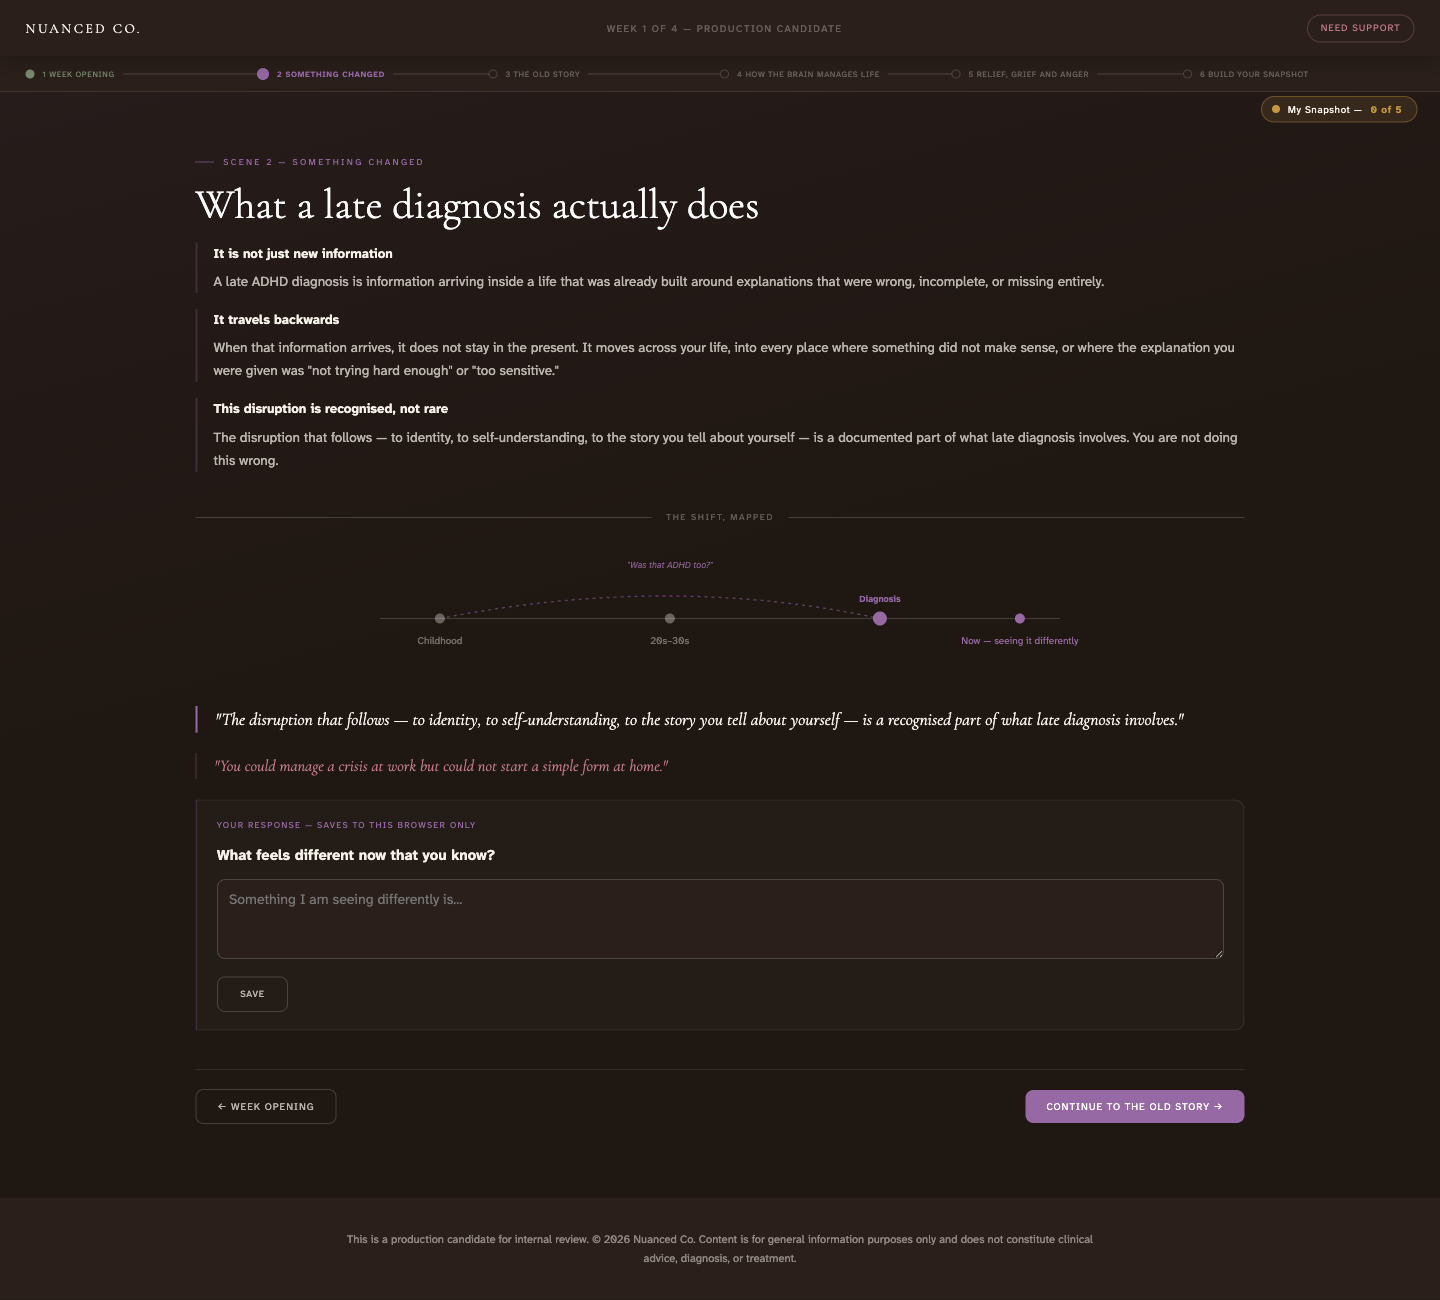 NUANCED CO.
WEEK 1 OF 4 — PRODUCTION CANDIDATE
NEED SUPPORT
1 WEEK OPENING
2 SOMETHING CHANGED
3 THE OLD STORY
4 HOW THE BRAIN MANAGES LIFE
5 RELIEF, GRIEF AND ANGER
6 BUILD YOUR SNAPSHOT
My Snapshot — 0 of 5
SCENE 2 — SOMETHING CHANGED
What a late diagnosis actually does
It is not just new information
A late ADHD diagnosis is information arriving inside a life that was already built around explanations that were wrong, incomplete, or missing entirely.
It travels backwards
When that information arrives, it does not stay in the present. It moves across your life, into every place where something did not make sense, or where the explanation you
were given was "not trying hard enough" or "too sensitive."
This disruption is recognised, not rare
The disruption that follows — to identity, to self-understanding, to the story you tell about yourself — is a documented part of what late diagnosis involves. You are not doing
this wrong.
THE SHIFT, MAPPED
"Was that ADHD too?"
Diagnosis
Childhood
20s–30s
Now — seeing it differently
"The disruption that follows — to identity, to self-understanding, to the story you tell about yourself — is a recognised part of what late diagnosis involves."
"You could manage a crisis at work but could not start a simple form at home."
YOUR RESPONSE — SAVES TO THIS BROWSER ONLY
What feels different now that you know?
Something I am seeing differently is...
SAVE
← WEEK OPENING
CONTINUE TO THE OLD STORY →
This is a production candidate for internal review. © 2026 Nuanced Co. Content is for general information purposes only and does not constitute clinical
advice, diagnosis, or treatment.